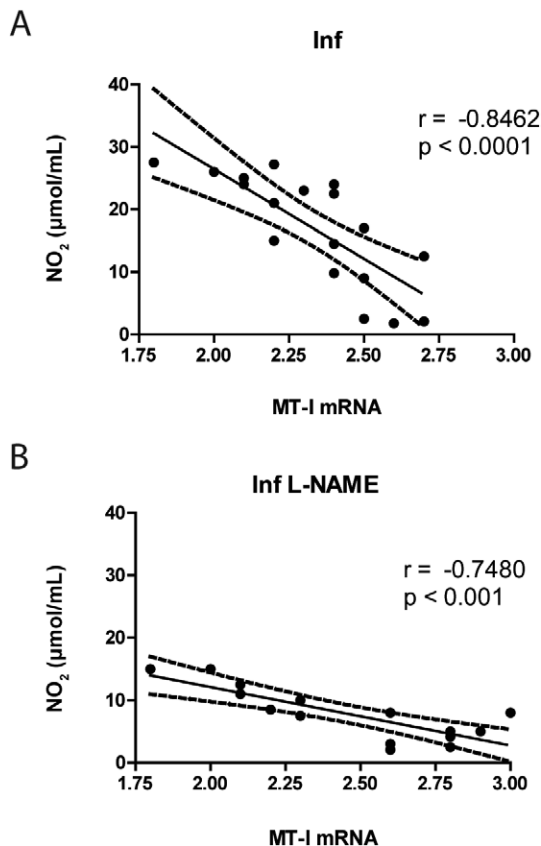 A
Inf
40
30
20
10
0
NO₂ (µmol/mL)
r = -0.8462
p < 0.0001
1.75 2.00 2.25 2.50 2.75 3.00
MT-I mRNA
B
Inf L-NAME
40
30
20
10
0
NO₂ (µmol/mL)
r = -0.7480
p < 0.001
1.75 2.00 2.25 2.50 2.75 3.00
MT-I mRNA